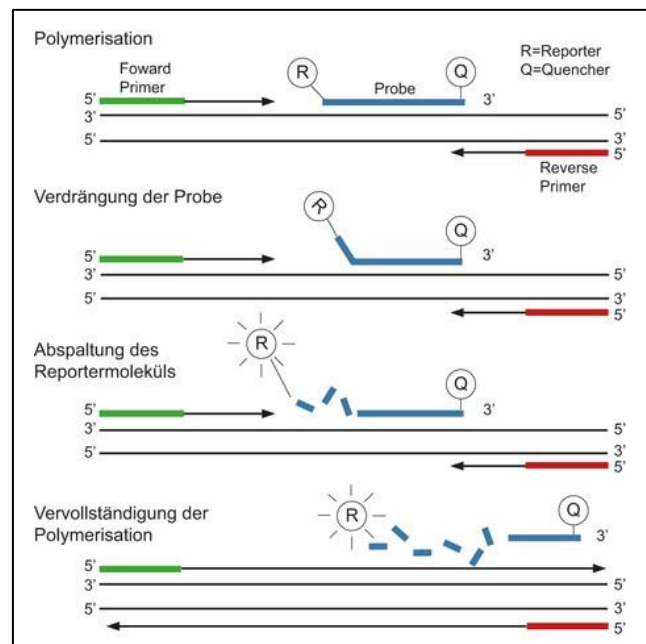 Polymerisation
R=Reporter
Q=Quencher
Foward
Primer
R
Probe
Q
5'
3'
3'
5'
5'
3'
5'
Reverse
Primer
Verdrängung der Probe
R
Q
5'
3'
3'
5'
5'
3'
5'
Abspaltung des
Reportermoleküls
R
Q
5'
3'
3'
5'
5'
3'
5'
Vervollständigung der
Polymerisation
R
Q
3'
5'
3'
5'
5'
3'
5'